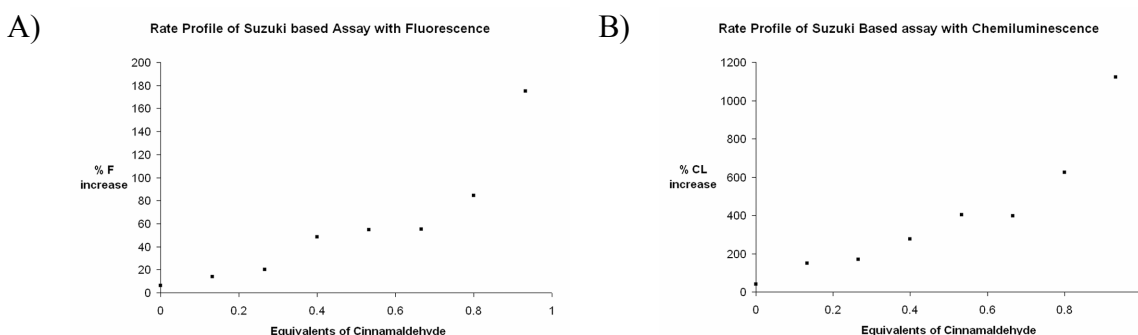 A)
Rate Profile of Suzuki based Assay with Fluorescence
200
180
160
140
120
100
80
60
40
20
0
% F
increase
0 0.2 0.4 0.6 0.8 1
Equivalents of Cinnamaldehyde
B)
Rate Profile of Suzuki Based assay with Chemiluminescence
1200
1000
800
600
400
200
0
% CL
increase
0 0.2 0.4 0.6 0.8
Equivalents of Cinnamaldehyde